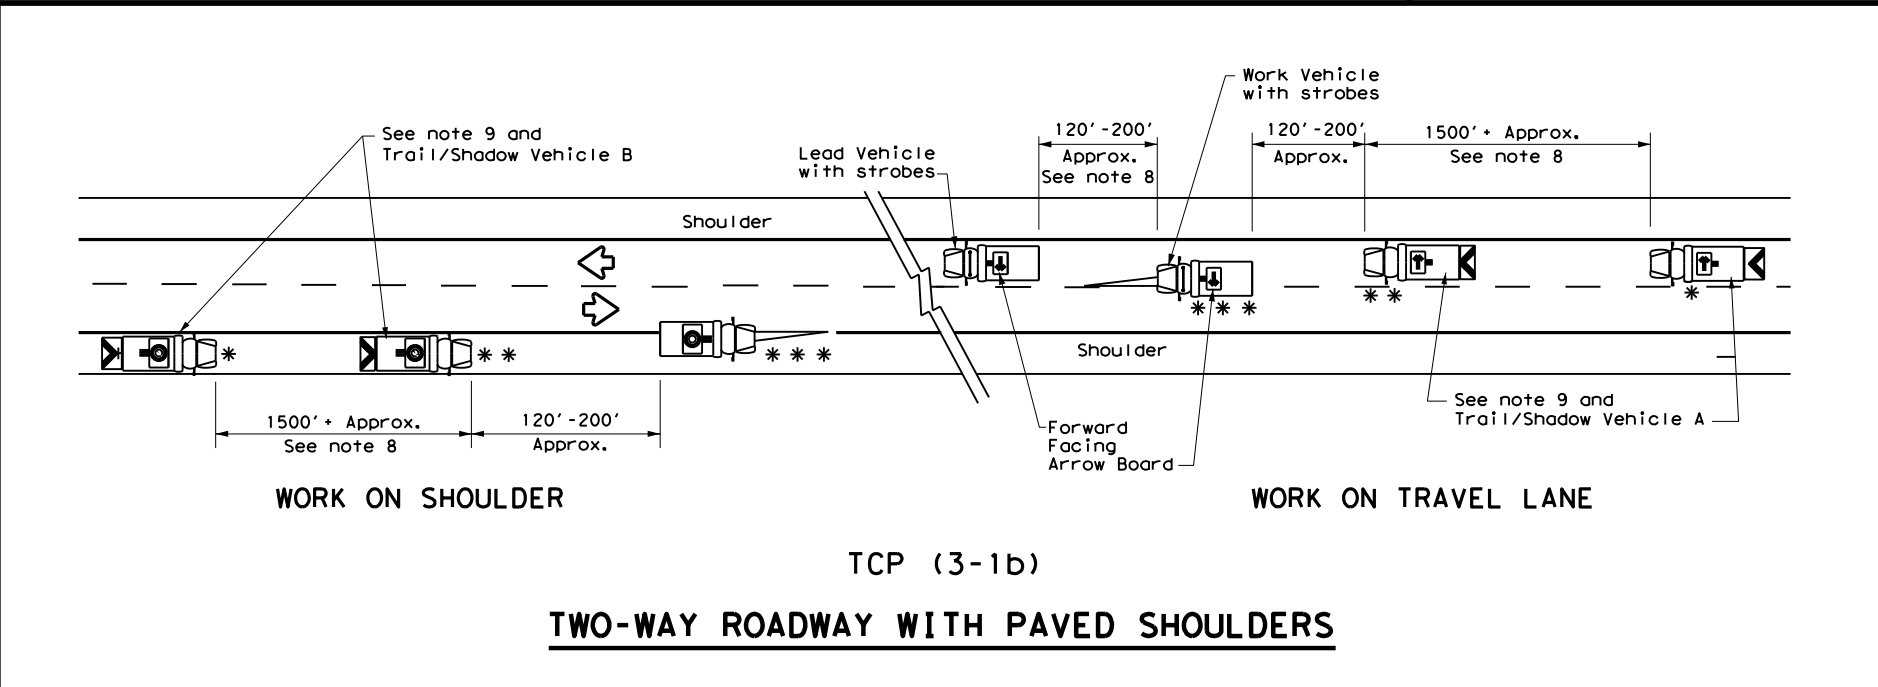 Work Vehicle
with strobes
See note 9 and
Trail/Shadow Vehicle B
Lead Vehicle
with strobes
120'-200'
Approx.
See note 8
120'-200'
Approx.
1500'+ Approx.
See note 8
Shoulder
Shoulder
* * * * * *
* * * * * *
1500'+ Approx.
See note 8
120'-200'
Approx.
Forward
Facing
Arrow Board
See note 9 and
Trail/Shadow Vehicle A
WORK ON SHOULDER
WORK ON TRAVEL LANE
TCP (3-1b)
TWO-WAY ROADWAY WITH PAVED SHOULDERS